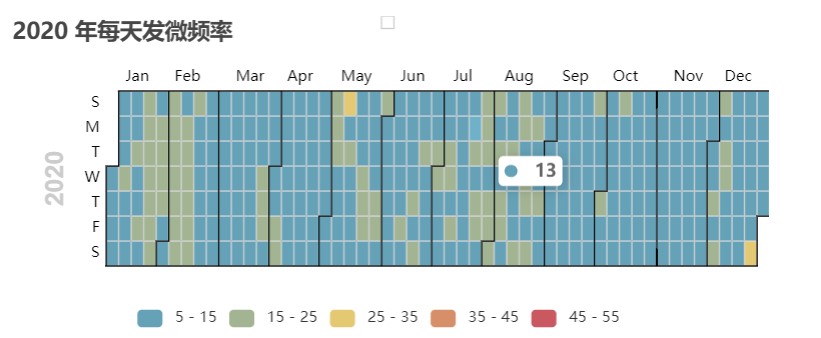 2020 年每天发微频率
Jan Feb Mar Apr May Jun Jul Aug Sep Oct Nov Dec
S
M
T
W
T
F
S
2020
13
5 - 15 15 - 25 25 - 35 35 - 45 45 - 55